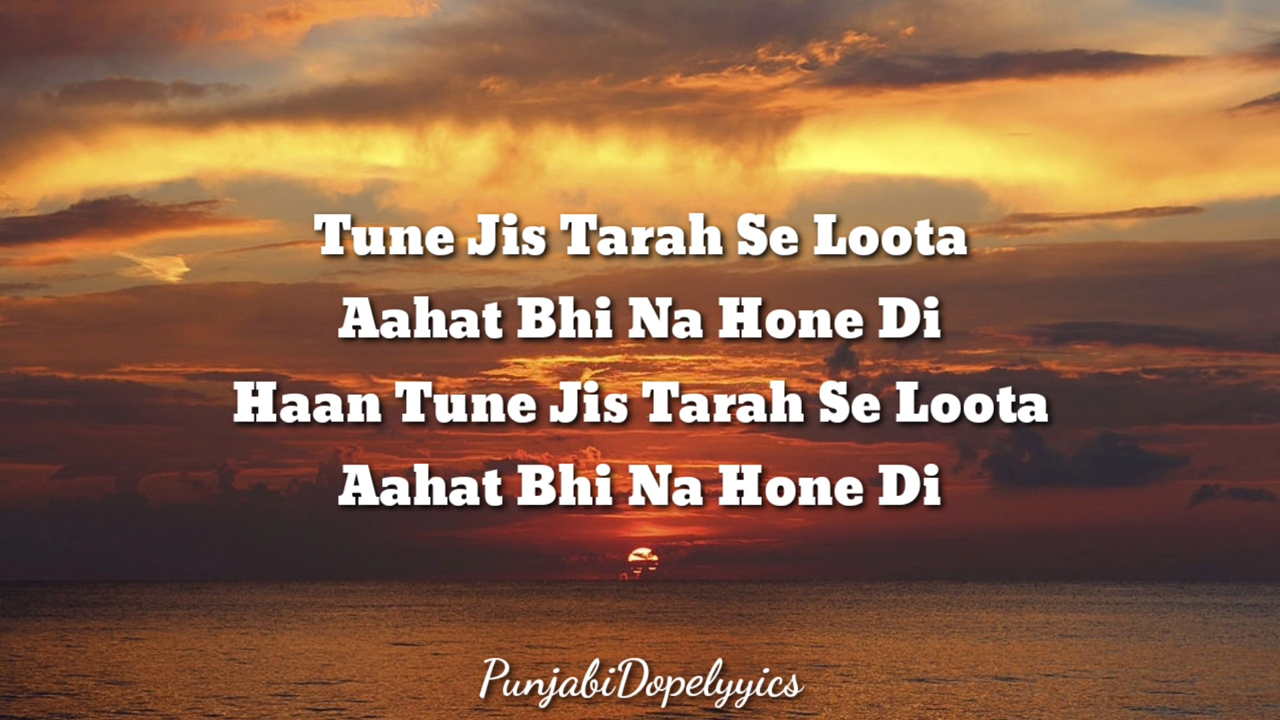 Tune Jis Tarah Se Loota
Aahat Bhi Na Hone Di
Haan Tune Jis Tarah Se Loota
Aahat Bhi Na Hone Di
PunjabiDopelyyics